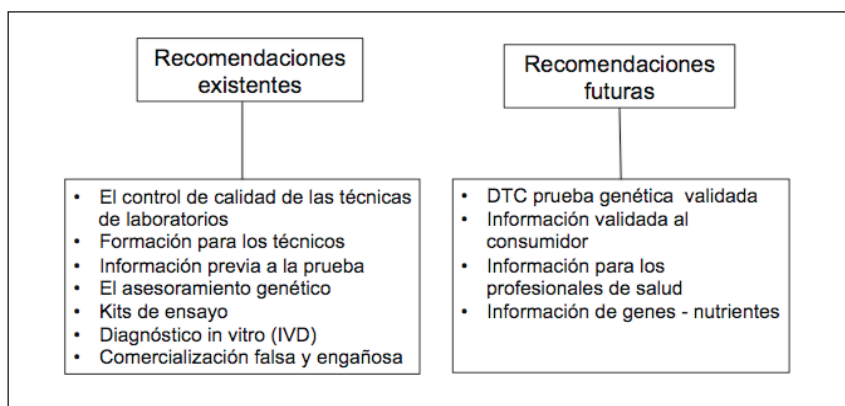 Recomendaciones
existentes
• El control de calidad de las técnicas
de laboratorios
• Formación para los técnicos
• Información previa a la prueba
• El asesoramiento genético
• Kits de ensayo
• Diagnóstico in vitro (IVD)
• Comercialización falsa y engañosa
Recomendaciones
futuras
• DTC prueba genética validada
• Información validada al
consumidor
• Información para los
profesionales de salud
• Información de genes - nutrientes